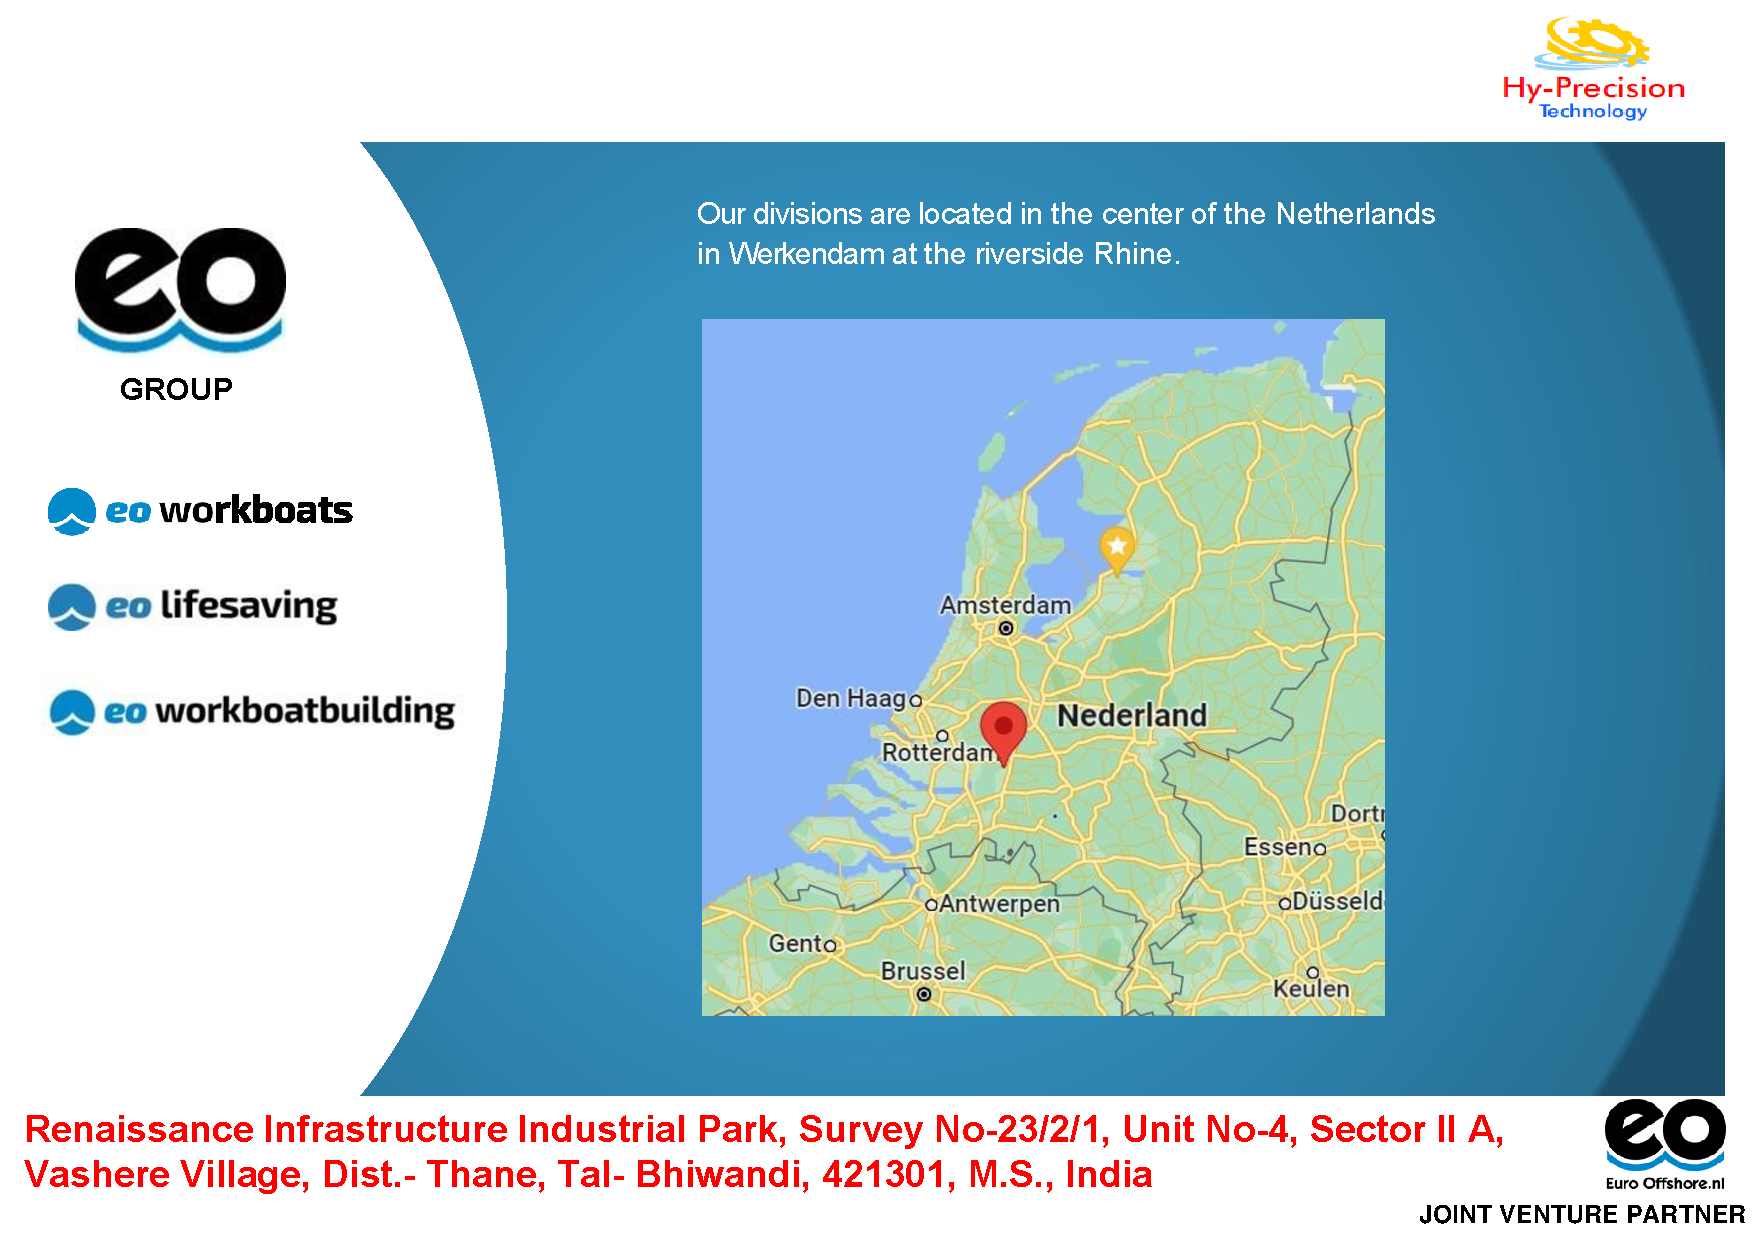 Hy-Precision
Technology
Our divisions are located in the center of the Netherlands
in Werkendam at the riverside Rhine.
eo
GROUP
eo workboats
eo lifesaving
eo workboatbuilding
Amsterdam
Den Haag
Nederland
Rotterdam
Dortr
Essen
Antwerpen
Düsseld
Gent
Brussel
Keulen
Renaissance Infrastructure Industrial Park, Survey No-23/2/1, Unit No-4, Sector II A,
Vashere Village, Dist.- Thane, Tal- Bhiwandi, 421301, M.S., India
eo
Euro Offshore.nl
JOINT VENTURE PARTNER